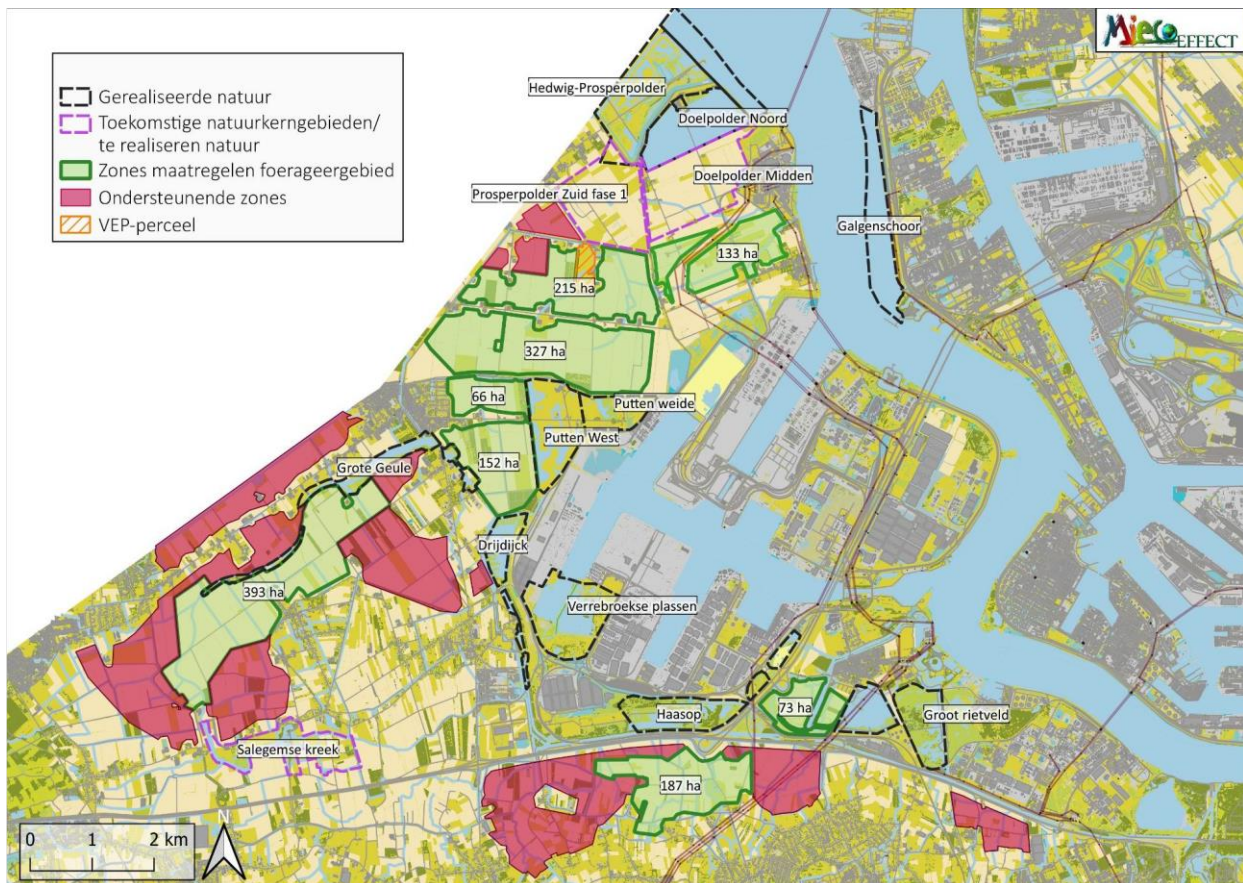 Mieco EFFECT
Gerealiseerde natuur
Toekomstige natuurkerngebieden/
te realiseren natuur
Zones maatregelen foerageergebied
Ondersteunende zones
VEP-perceel
Hedwig-Prosperpolder
Doelpolder Noord
Doelpolder Midden
Prosperpolder Zuid fase 1
Galgenschoor
133 ha
215 ha
327 ha
66 ha
Putten weide
Putten West
152 ha
Grote Geule
Drijdijck
393 ha
Verrebroekse plassen
Haasop
73 ha
Groot rietveld
Salegemse kreek
187 ha
0 1 2 km
N